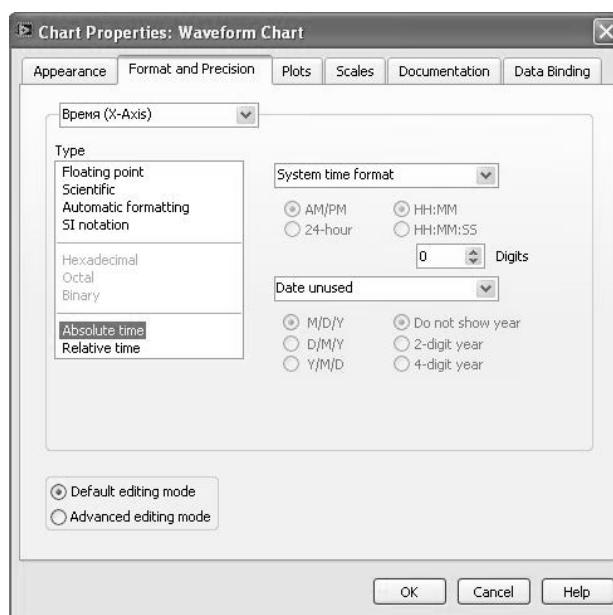 Chart Properties: Waveform Chart
Appearance Format and Precision Plots Scales Documentation Data Binding
Время (X-Axis)
Type
Floating point
Scientific
Automatic formatting
SI notation
Hexadecimal
Octal
Binary
Absolute time
Relative time
System time format
AM/PM HH:MM
24-hour HH:MM:SS
0 Digits
Date unused
M/D/Y Do not show year
D/M/Y 2-digit year
Y/M/D 4-digit year
Default editing mode
Advanced editing mode
OK Cancel Help